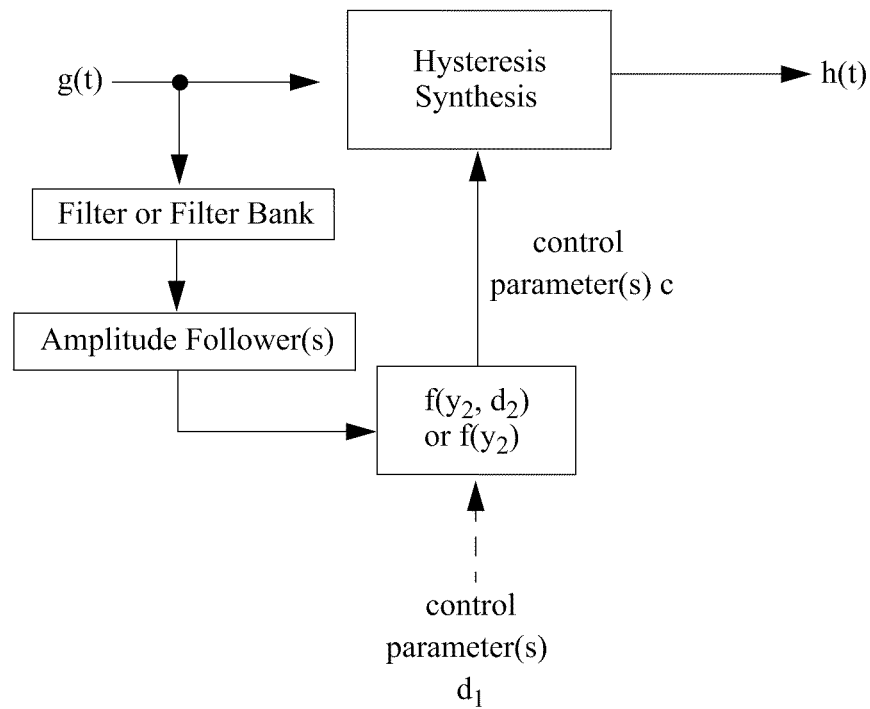 g(t)
Hysteresis
Synthesis
h(t)
Filter or Filter Bank
control
parameter(s) c
Amplitude Follower(s)
f(y₂, d₂)
or f(y₂)
control
parameter(s)
d₁